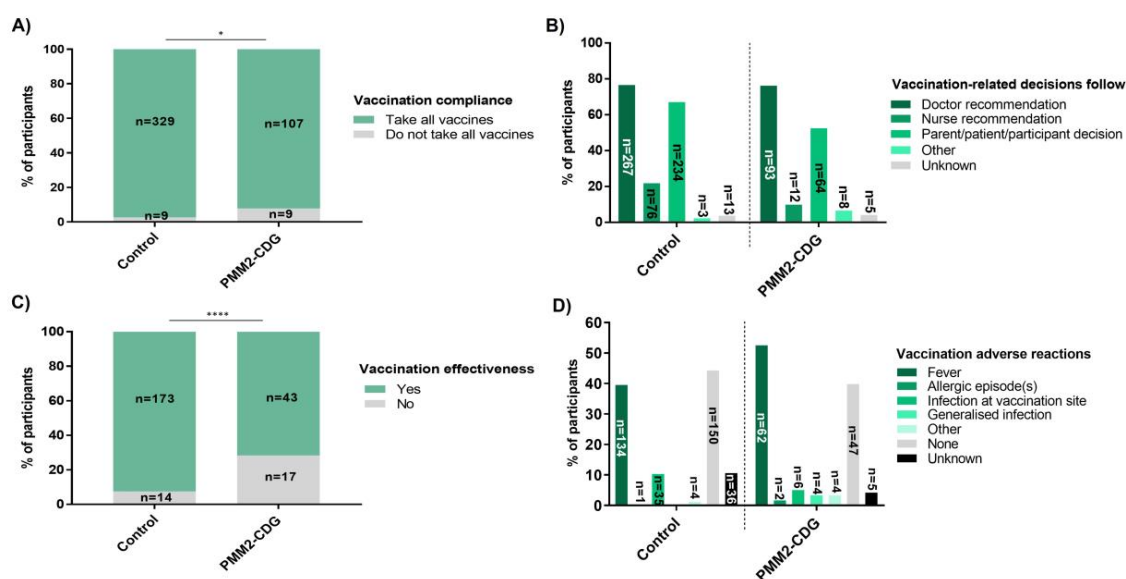 A)
*
% of participants
100
80
60
40
20
0
n=329
n=107
n=9
n=9
Control
PMM2-CDG
Vaccination compliance
Take all vaccines
Do not take all vaccines
B)
% of participants
100
80
60
40
20
0
n=267
n=76
n=234
n=3
n=13
n=93
n=12
n=64
n=8
n=5
Control
PMM2-CDG
Vaccination-related decisions follow
Doctor recommendation
Nurse recommendation
Parent/patient/participant decision
Other
Unknown
C)
****
% of participants
100
80
60
40
20
0
n=173
n=43
n=14
n=17
Control
PMM2-CDG
Vaccination effectiveness
Yes
No
D)
% of participants
60
50
40
30
20
10
0
n=134
n=1
n=35
n=4
n=150
n=36
n=62
n=2
n=6
n=4
n=4
n=47
n=5
Control
PMM2-CDG
Vaccination adverse reactions
Fever
Allergic episode(s)
Infection at vaccination site
Generalised infection
Other
None
Unknown